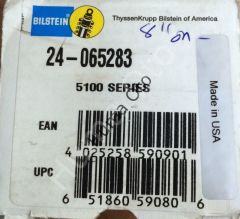 BILSTEIN
ThyssenKrupp Bilstein of America
8" on -
24-065283
5100 SERIES
Made in USA
EAN
4 025258 590901
UPC
6 51860 59080 6